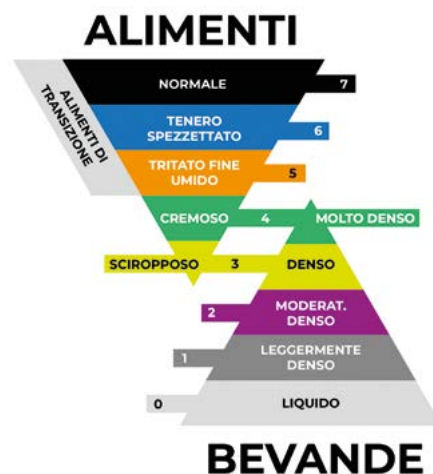 ALIMENTI
ALIMENTI DI
TRANSIZIONE
NORMALE 7
TENERO
SPEZZETTATO 6
TRITATO FINE
UMIDO 5
CREMOSO 4 MOLTO DENSO
SCIROPPOSO 3 DENSO
2 MODERAT.
DENSO
1 LEGGERMENTE
DENSO
0 LIQUIDO
BEVANDE